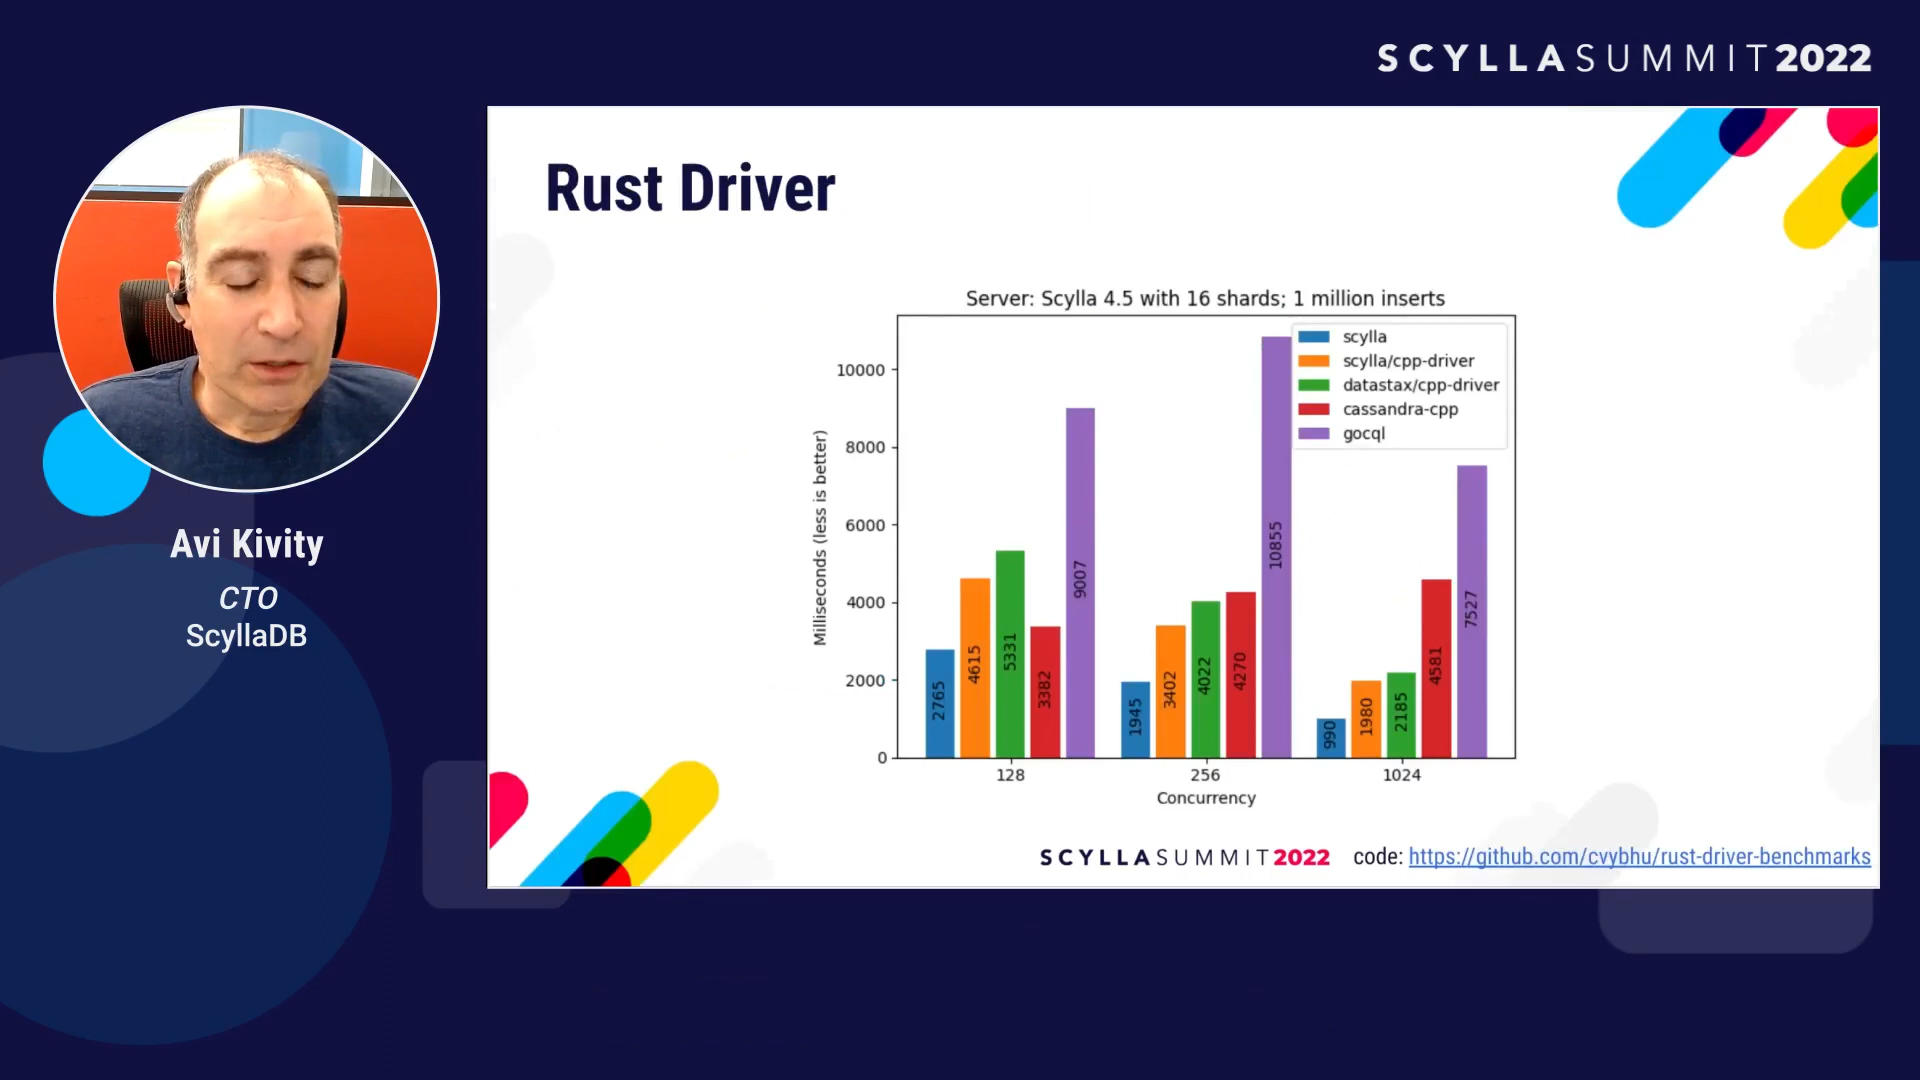 SCYLLASUMMIT2022
Avi Kivity
CTO
ScyllaDB
Rust Driver
Server: Scylla 4.5 with 16 shards; 1 million inserts
scylla
scylla/cpp-driver
datastax/cpp-driver
cassandra-cpp
gocql
Milliseconds (less is better)
10000
8000
6000
4000
2000
0
2765
4615
5331
3382
9007
1945
3402
4022
4270
10855
990
1980
2185
4581
7527
128
256
1024
Concurrency
SCYLLASUMMIT2022
code: https://github.com/cvybhu/rust-driver-benchmarks